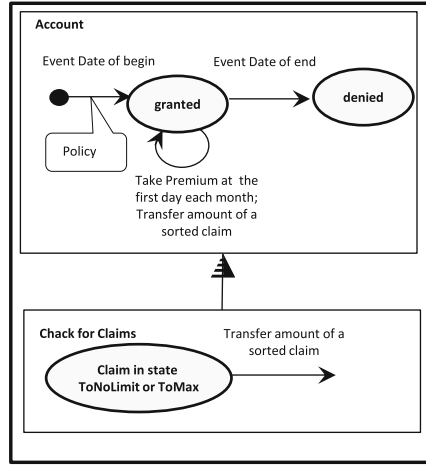 Account
Event Date of begin
Event Date of end
granted
denied
Policy
Take Premium at the
first day each month;
Transfer amount of a
sorted claim
Chack for Claims
Transfer amount of a
sorted claim
Claim in state
ToNoLimit or ToMax